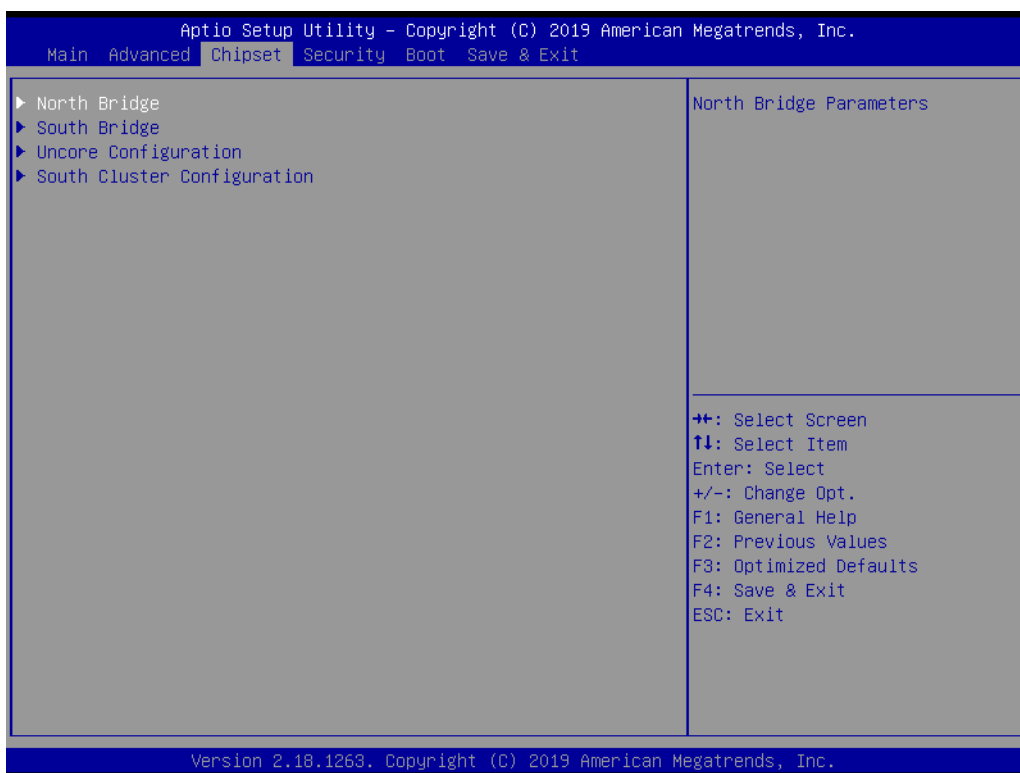 Aptio Setup Utility – Copyright (C) 2019 American Megatrends, Inc.
Main Advanced Chipset Security Boot Save & Exit
► North Bridge
► South Bridge
► Uncore Configuration
► South Cluster Configuration
North Bridge Parameters
→←: Select Screen
↑↓: Select Item
Enter: Select
+/-: Change Opt.
F1: General Help
F2: Previous Values
F3: Optimized Defaults
F4: Save & Exit
ESC: Exit
Version 2.18.1263. Copyright (C) 2019 American Megatrends, Inc.